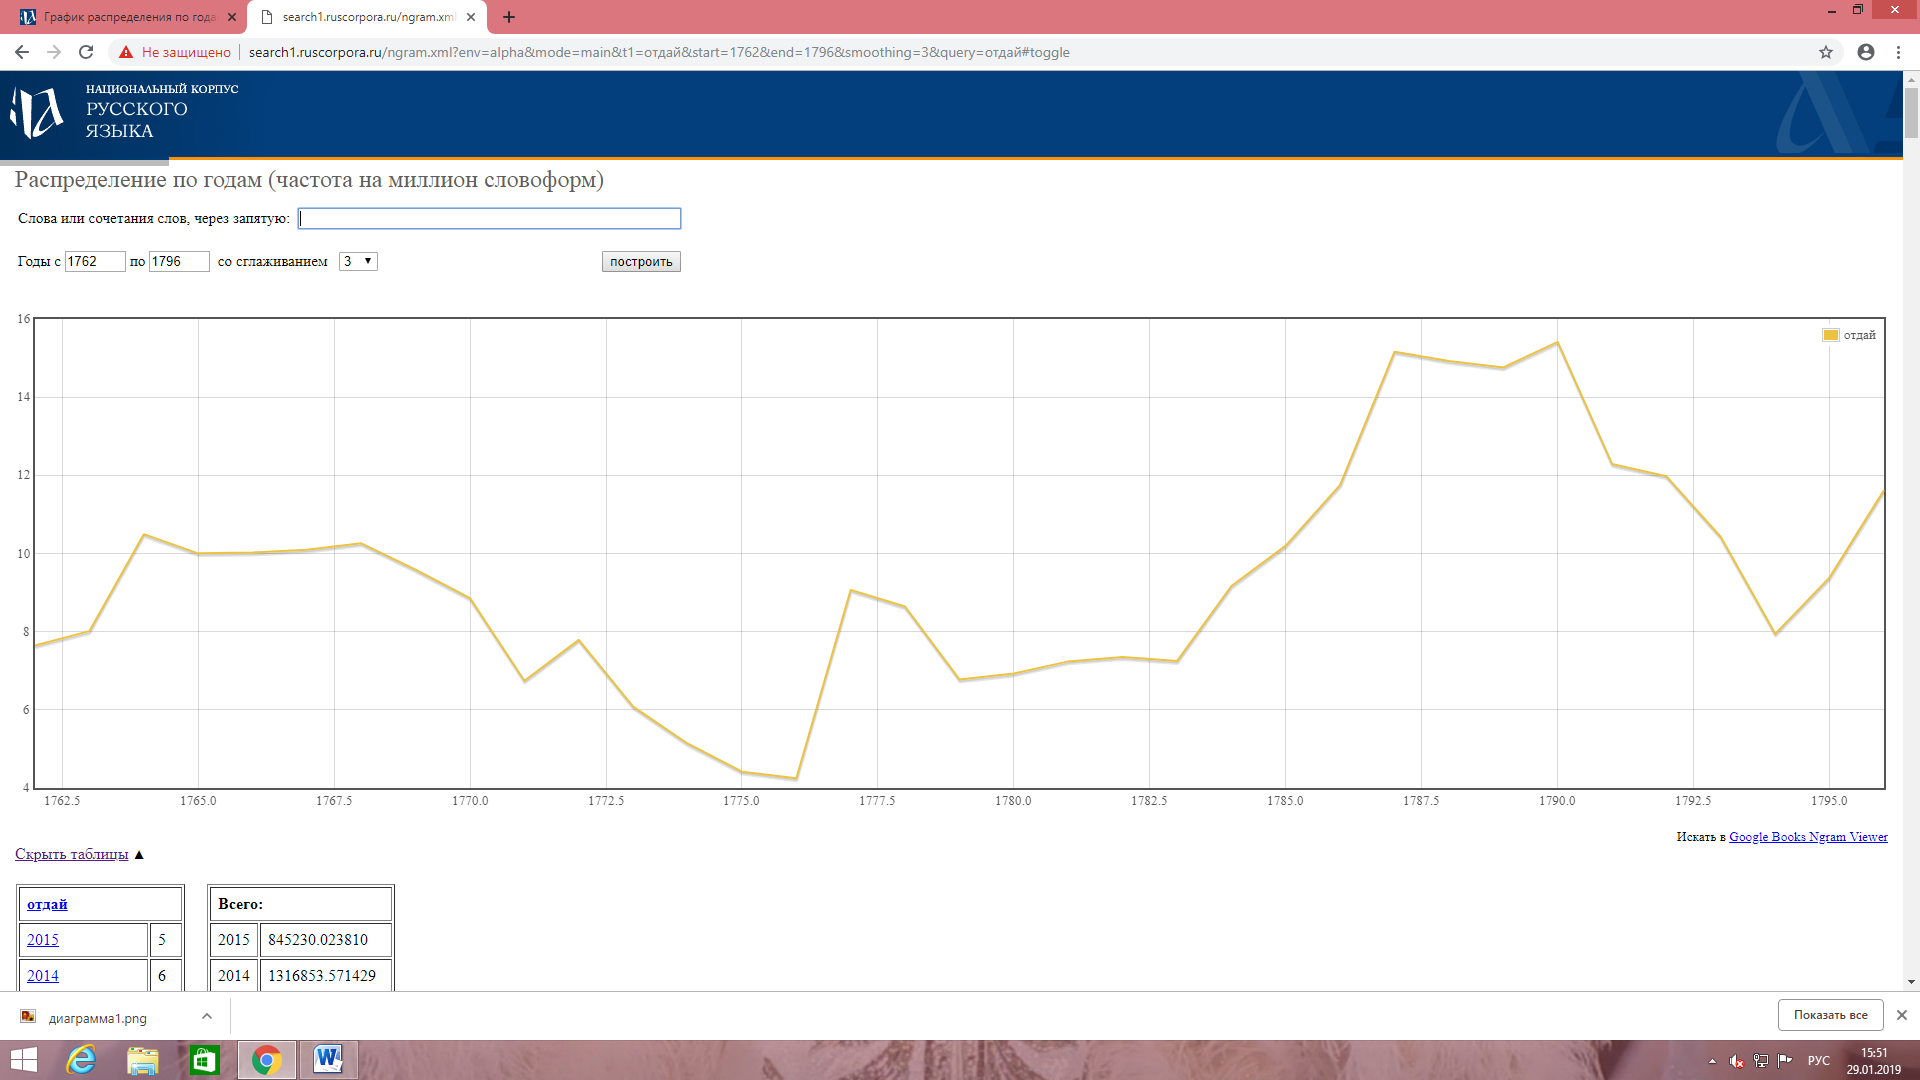 График распределения по года
search1.ruscorpora.ru/ngram.xml
Не защищено
search1.ruscorpora.ru/ngram.xml?env=alpha&mode=main&t1=отдай&start=1762&end=1796&smoothing=3&query=отдай#toggle
НАЦИОНАЛЬНЫЙ КОРПУС
РУССКОГО
ЯЗЫКА
Распределение по годам (частота на миллион словоформ)
Слова или сочетания слов, через запятую:
Годы с 1762 по 1796 со сглаживанием 3 построить
16
отдай
14
12
10
8
6
4
1762.5 1765.0 1767.5 1770.0 1772.5 1775.0 1777.5 1780.0 1782.5 1785.0 1787.5 1790.0 1792.5 1795.0
Искать в Google Books Ngram Viewer
Скрыть таблицы ▲
отдай Всего:
2015 5 2015 845230.023810
2014 6 2014 1316853.571429
диаграмма1.png
Показать все
РУС
15:51
29.01.2019